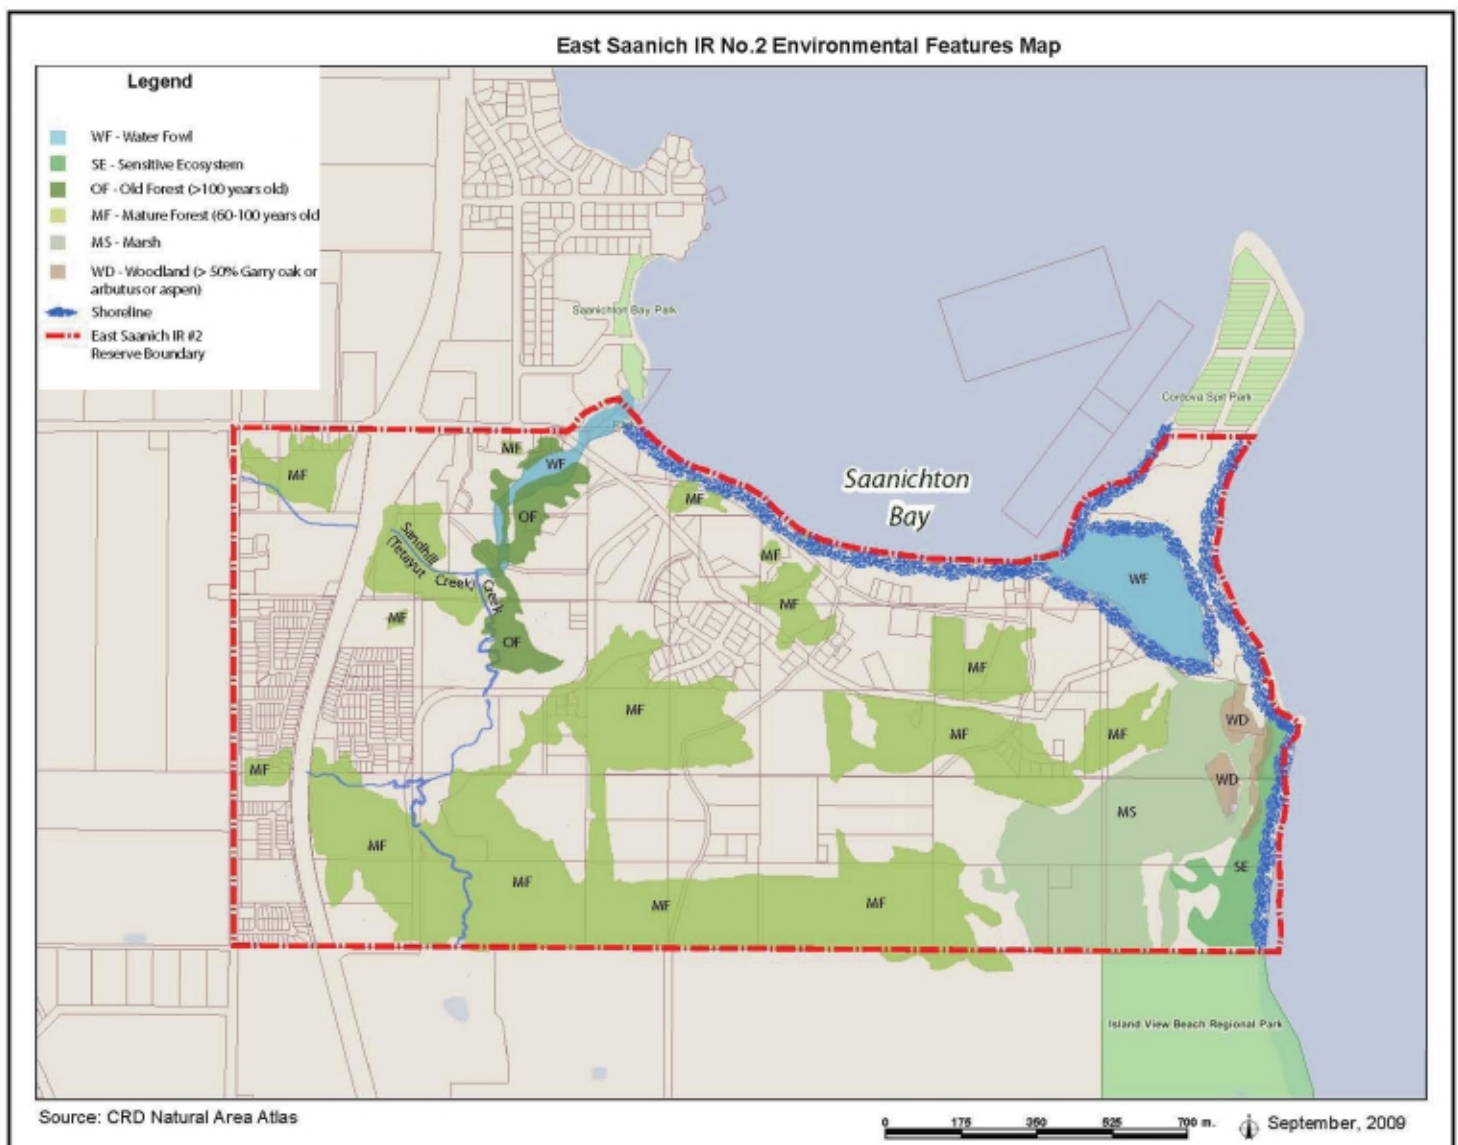 East Saanich IR No.2 Environmental Features Map
Legend
WF - Water Fowl
SE - Sensitive Ecosystem
OF - Old Forest (>100 years old)
MF - Mature Forest (60-100 years old
MS - Marsh
WD - Woodland (> 50% Garry oak or
arbutus or aspen)
Shoreline
East Saanich IR #2
Reserve Boundary
Saanichton Bay Park
Cordova Spit Park
Saanichton
Bay
MF
MF
WF
MF
OF
Sandhill
(Tetayut
Creek)
Creek
MF
WF
MF
MF
OF
MF
MF
WD
MF
MF
MF
WD
MF
MS
MF
SE
MF
MF
MF
Island View Beach Regional Park
Source: CRD Natural Area Atlas
0 175 350 525 700 m.
September, 2009